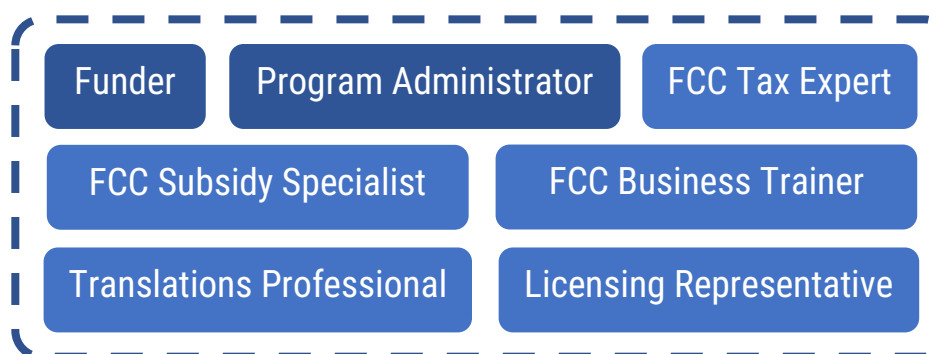 Funder
Program Administrator
FCC Tax Expert
FCC Subsidy Specialist
FCC Business Trainer
Translations Professional
Licensing Representative